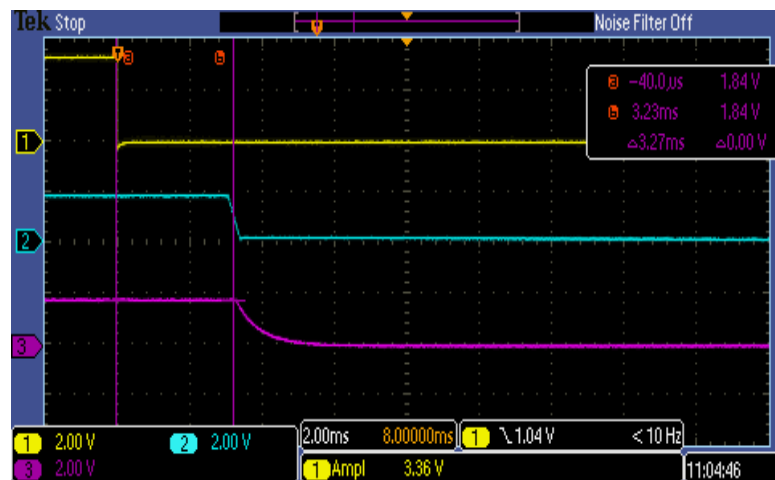 Tek Stop Noise Filter Off
a b
a -40.0us 1.84 V
b 3.23ms 1.84 V
△3.27ms △0.00 V
1
2
3
1 2.00 V 2 2.00 V 2.00ms 8.00000ms 1 \ 1.04 V < 10 Hz
3 2.00 V 1 Ampl 3.36 V 11:04:46